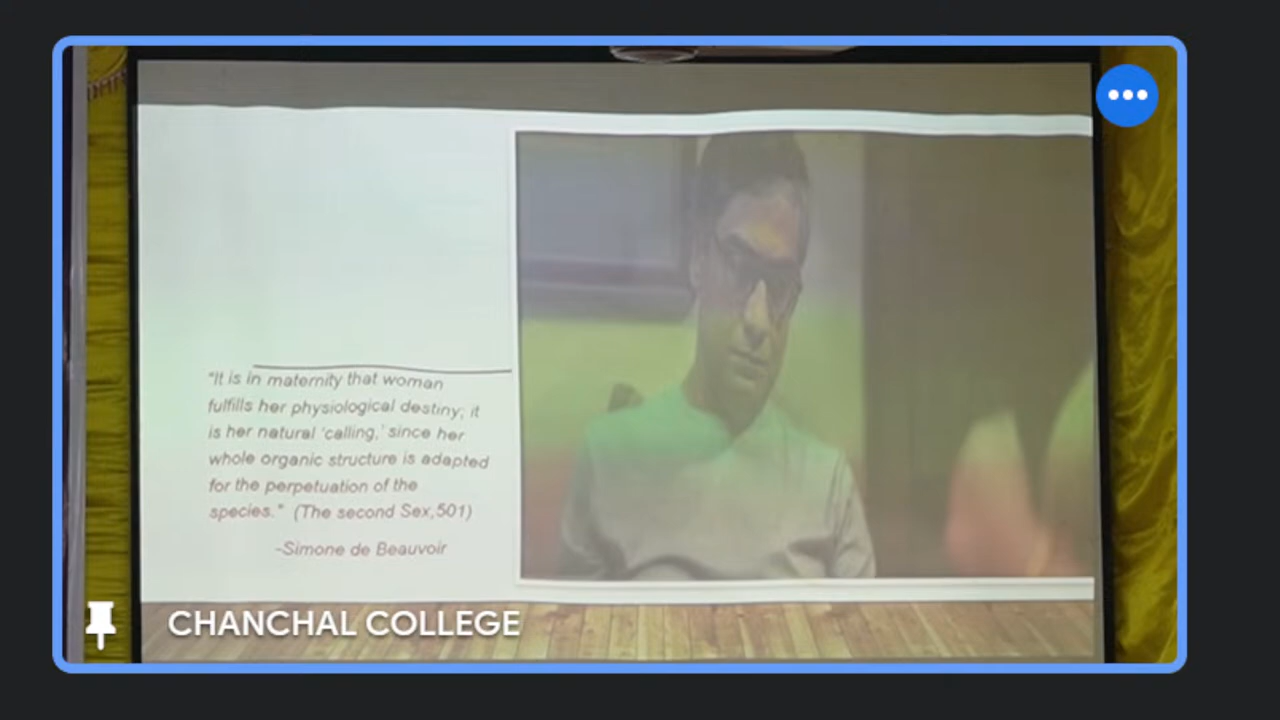 "It is in maternity that woman
fulfills her physiological destiny; it
is her natural 'calling,' since her
whole organic structure is adapted
for the perpetuation of the
species." (The second Sex,501)
-Simone de Beauvoir
CHANCHAL COLLEGE